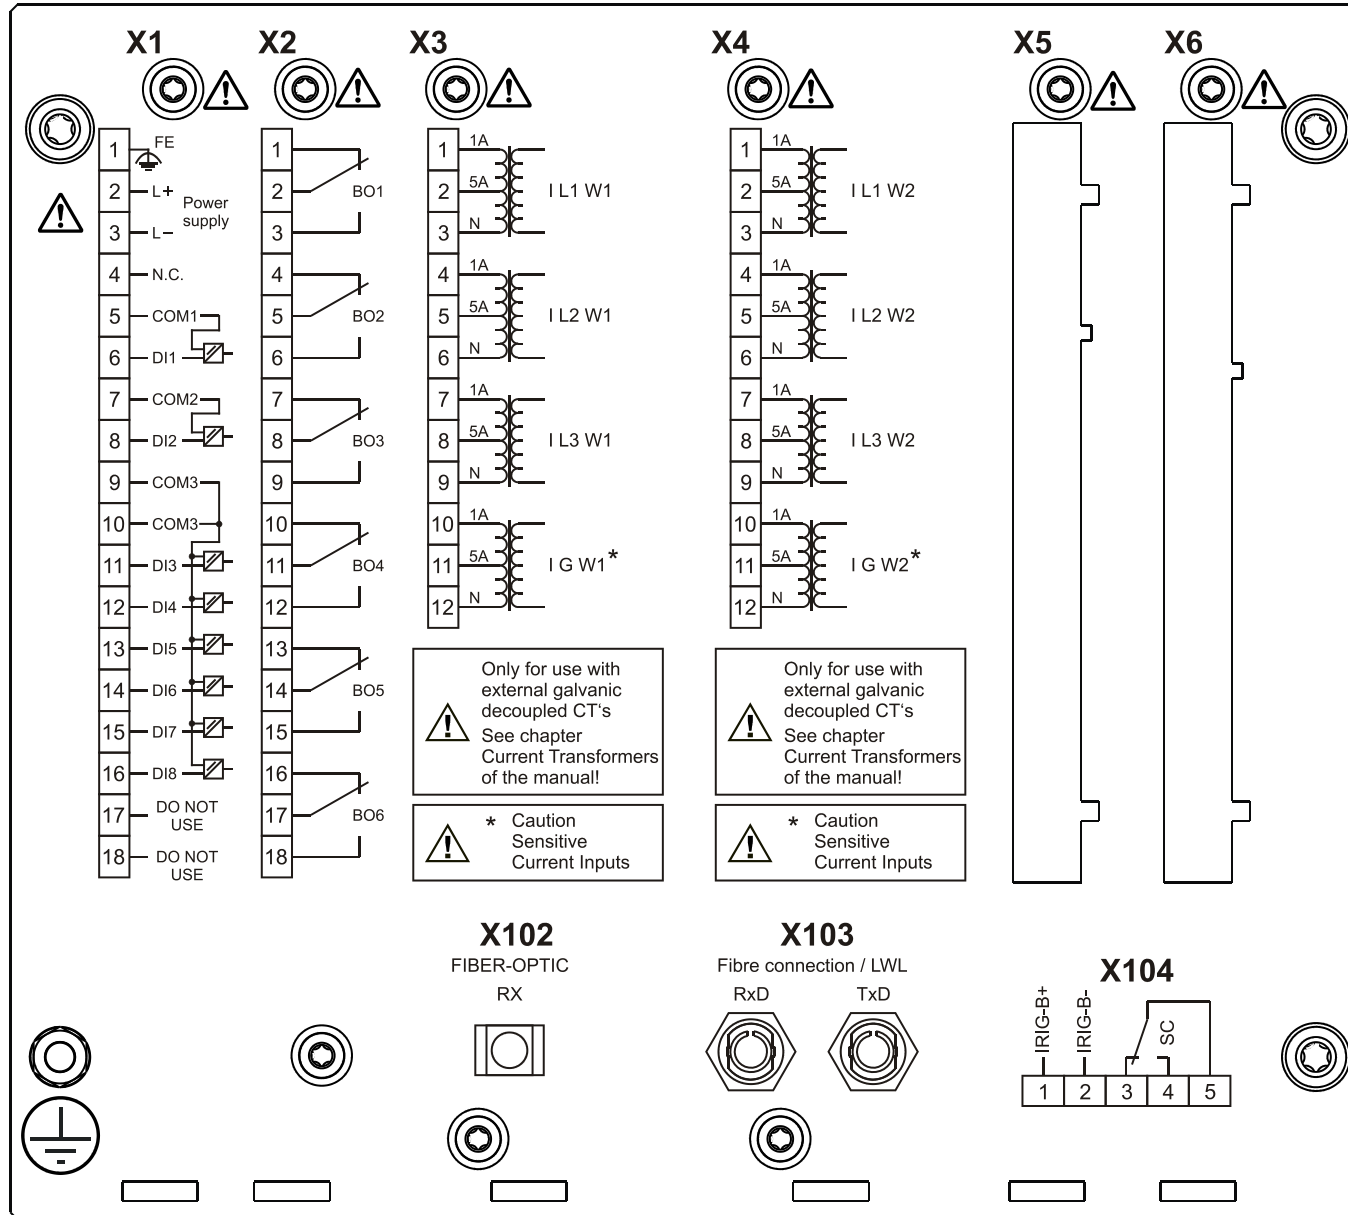 X1
X2
X3
X4
X5
X6
1 FE
2 L+
Power
supply
3 L–
4 N.C.
5 COM1
6 DI1
7 COM2
8 DI2
9 COM3
10 COM3
11 DI3
12 DI4
13 DI5
14 DI6
15 DI7
16 DI8
17 DO NOT
USE
18 DO NOT
USE
1
2 BO1
3
4
5 BO2
6
7
8 BO3
9
10
11 BO4
12
13
14 BO5
15
16
17 BO6
18
1 1A
2 5A I L1 W1
3 N
4 1A
5 5A I L2 W1
6 N
7 1A
8 5A I L3 W1
9 N
10 1A
11 5A I G W1*
12 N
Only for use with
external galvanic
decoupled CT‘s
See chapter
Current Transformers
of the manual!
* Caution
Sensitive
Current Inputs
1 1A
2 5A I L1 W2
3 N
4 1A
5 5A I L2 W2
6 N
7 1A
8 5A I L3 W2
9 N
10 1A
11 5A I G W2*
12 N
Only for use with
external galvanic
decoupled CT‘s
See chapter
Current Transformers
of the manual!
* Caution
Sensitive
Current Inputs
X102
FIBER-OPTIC
RX
X103
Fibre connection / LWL
RxD TxD
X104
IRIG-B+
IRIG-B-
SC
1 2 3 4 5